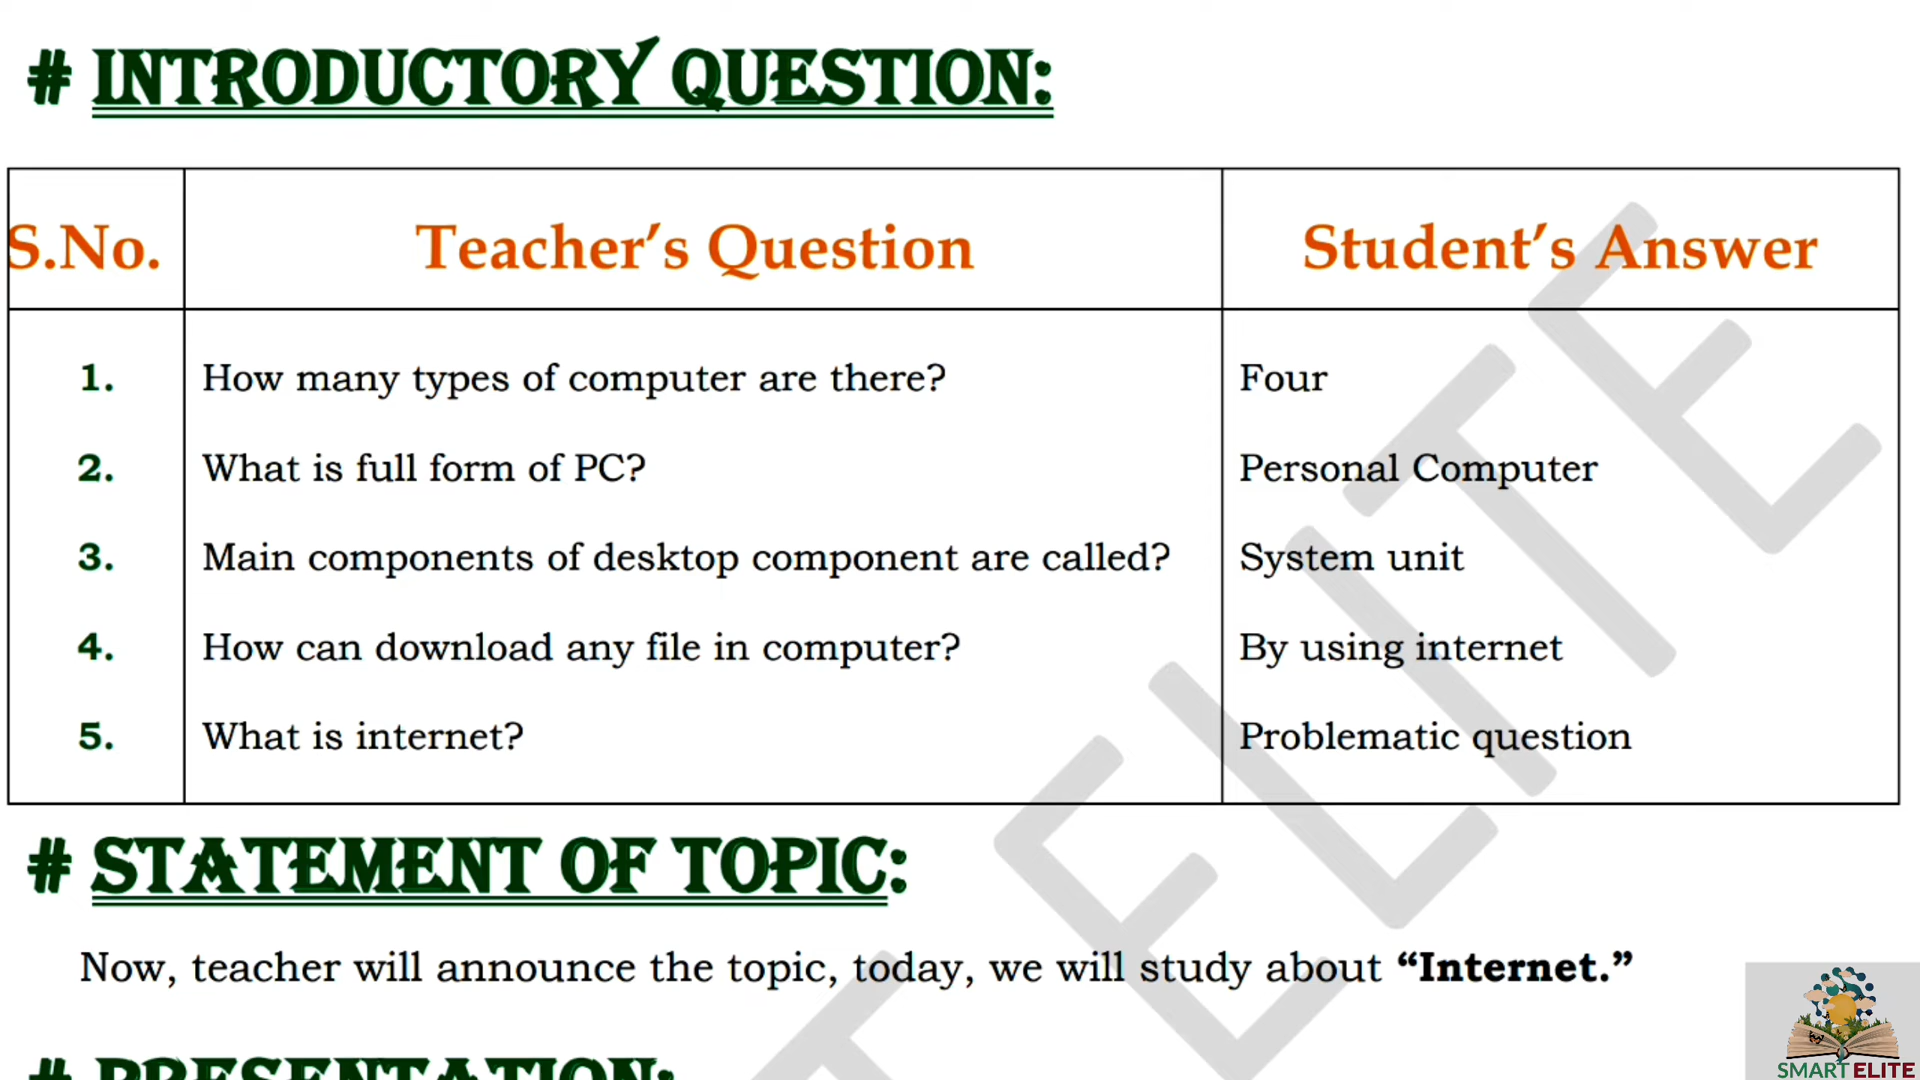 # INTRODUCTORY QUESTION:
S.No. Teacher’s Question Student’s Answer
1. How many types of computer are there? Four
2. What is full form of PC? Personal Computer
3. Main components of desktop component are called? System unit
4. How can download any file in computer? By using internet
5. What is internet? Problematic question
# STATEMENT OF TOPIC:
Now, teacher will announce the topic, today, we will study about “Internet.”
# PRESENTATION:
ELITE
SMART ELITE